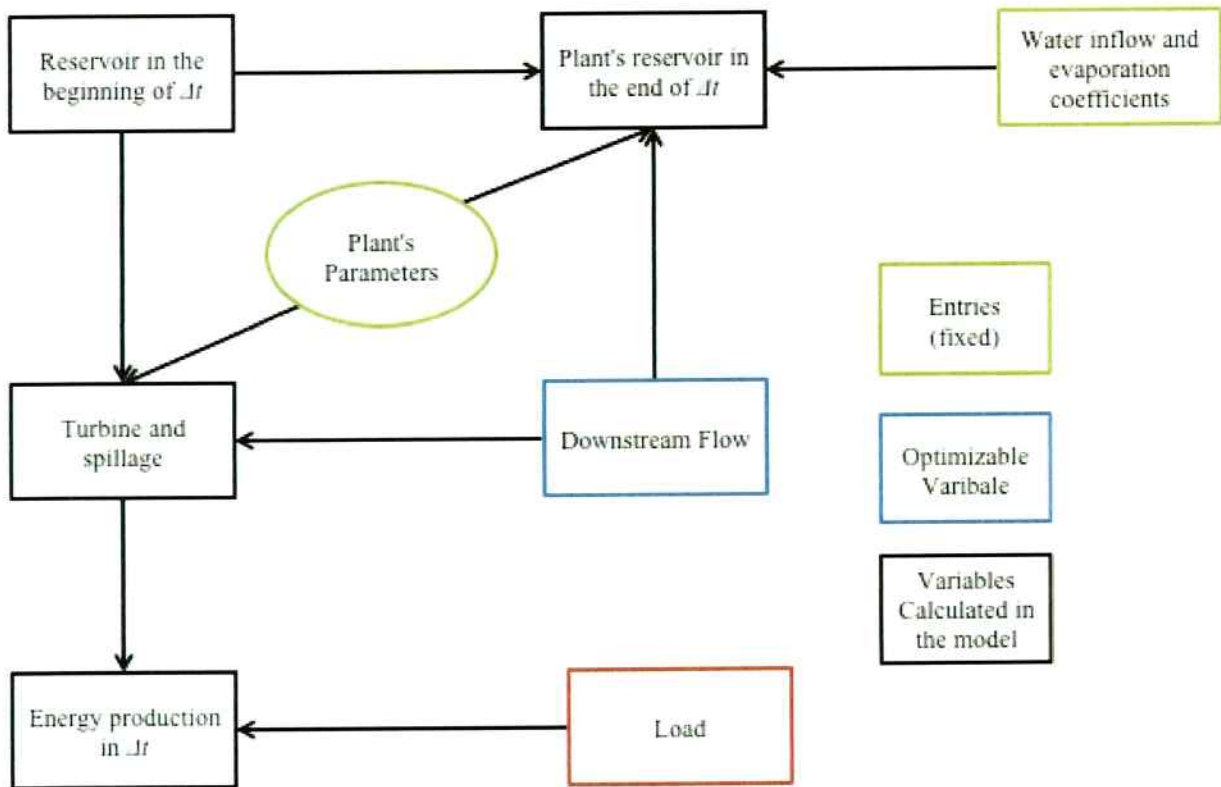 Reservoir in the
beginning of Δt
Plant's reservoir in
the end of Δt
Water inflow and
evaporation
coefficients
Plant's
Parameters
Entries
(fixed)
Turbine and
spillage
Downstream Flow
Optimizable
Varibale
Variables
Calculated in
the model
Energy production
in Δt
Load